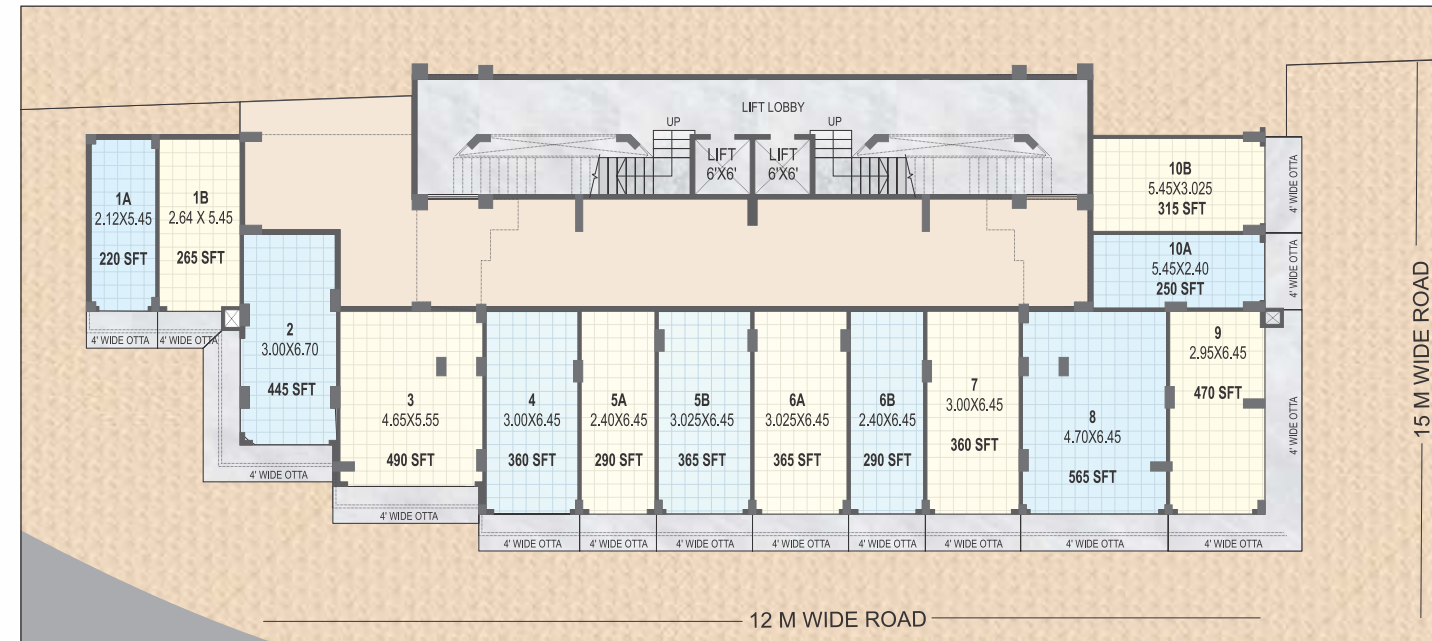 LIFT LOBBY
UP
UP
LIFT
6'X6'
LIFT
6'X6'
1A
2.12X5.45
220 SFT
1B
2.64 X 5.45
265 SFT
10B
5.45X3.025
315 SFT
4' WIDE OTTA
10A
5.45X2.40
250 SFT
4' WIDE OTTA
4' WIDE OTTA
4' WIDE OTTA
2
3.00X6.70
445 SFT
4' WIDE OTTA
3
4.65X5.55
490 SFT
4' WIDE OTTA
4
3.00X6.45
360 SFT
5A
2.40X6.45
290 SFT
5B
3.025X6.45
365 SFT
6A
3.025X6.45
365 SFT
6B
2.40X6.45
290 SFT
7
3.00X6.45
360 SFT
8
4.70X6.45
565 SFT
9
2.95X6.45
470 SFT
4' WIDE OTTA
4' WIDE OTTA
4' WIDE OTTA
4' WIDE OTTA
4' WIDE OTTA
4' WIDE OTTA
4' WIDE OTTA
4' WIDE OTTA
4' WIDE OTTA
15 M WIDE ROAD
12 M WIDE ROAD